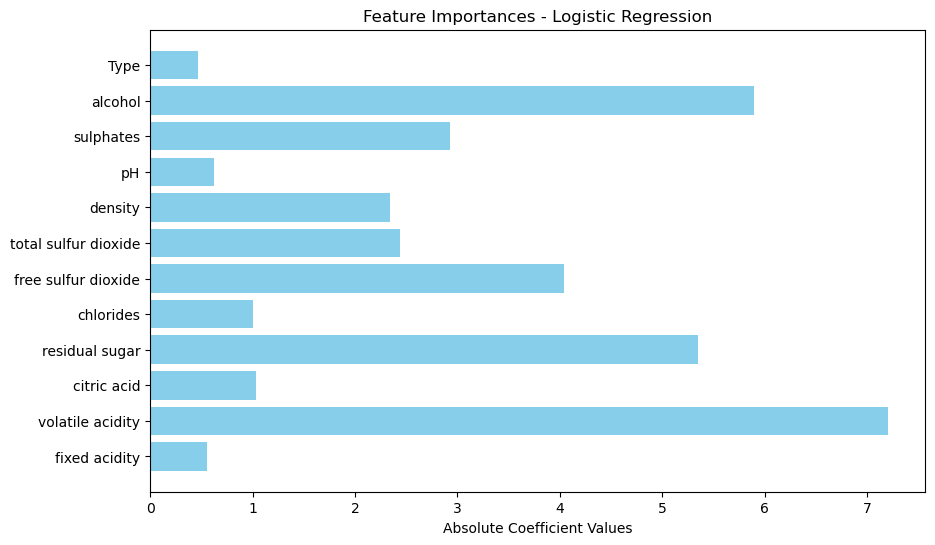 Feature Importances - Logistic Regression
Type
alcohol
sulphates
pH
density
total sulfur dioxide
free sulfur dioxide
chlorides
residual sugar
citric acid
volatile acidity
fixed acidity
0 1 2 3 4 5 6 7
Absolute Coefficient Values